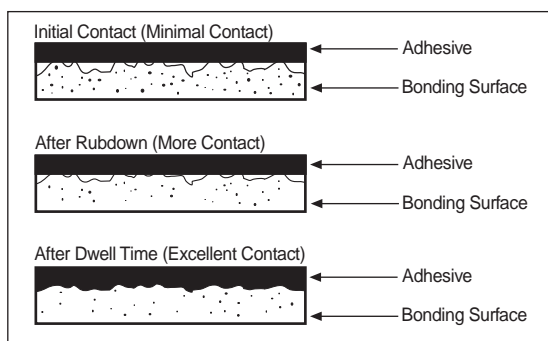 Initial Contact (Minimal Contact)
Adhesive
Bonding Surface
After Rubdown (More Contact)
Adhesive
Bonding Surface
After Dwell Time (Excellent Contact)
Adhesive
Bonding Surface